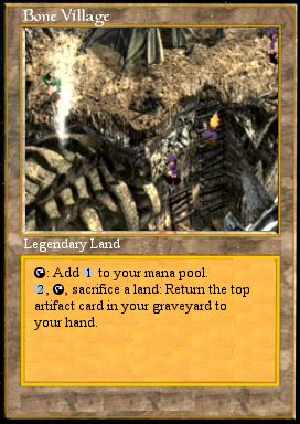 Bone Village
Legendary Land
: Add 1 to your mana pool.
2, , sacrifice a land: Return the top
artifact card in your graveyard to
your hand.